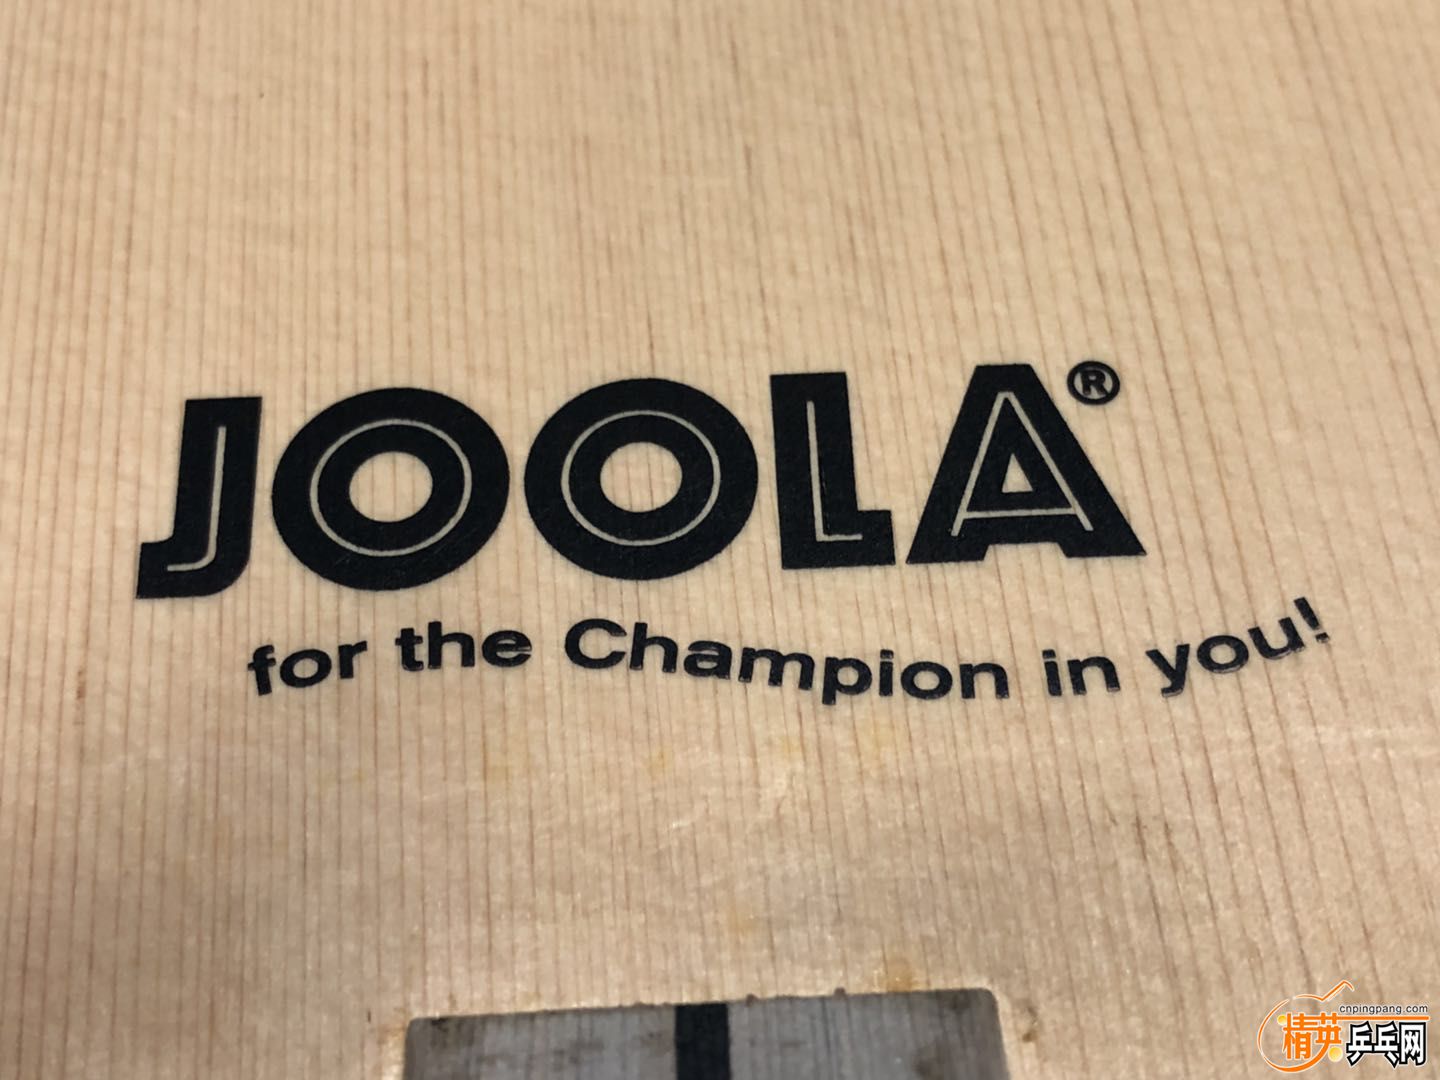 JOOLA®
for the Champion in you!
cnpingpang.com
精英乒乓网